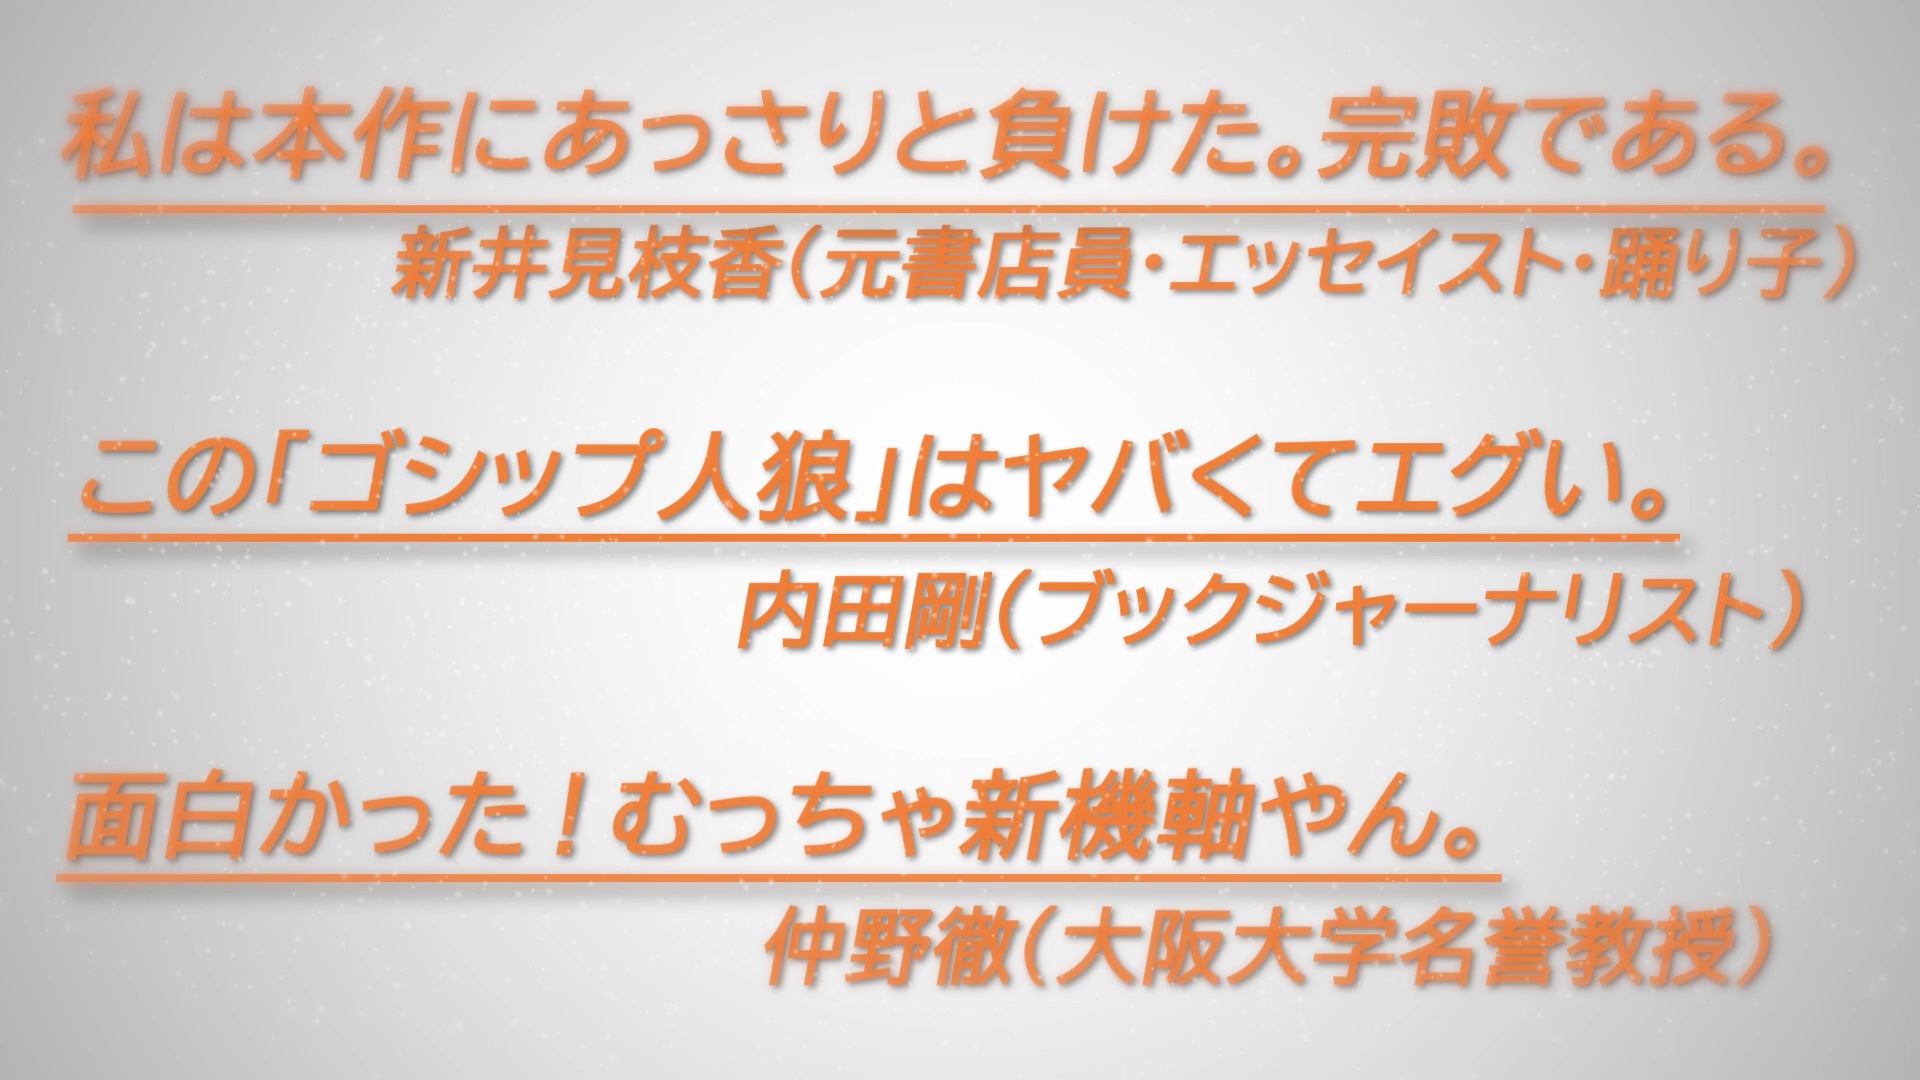 私は本作にあっさりと負けた。完敗である。
新井見枝香（元書店員・エッセイスト・踊り子）
この「ゴシップ人狼」はヤバくてエグい。
内田剛（ブックジャーナリスト）
面白かった！むっちゃ新機軸やん。
仲野徹（大阪大学名誉教授）